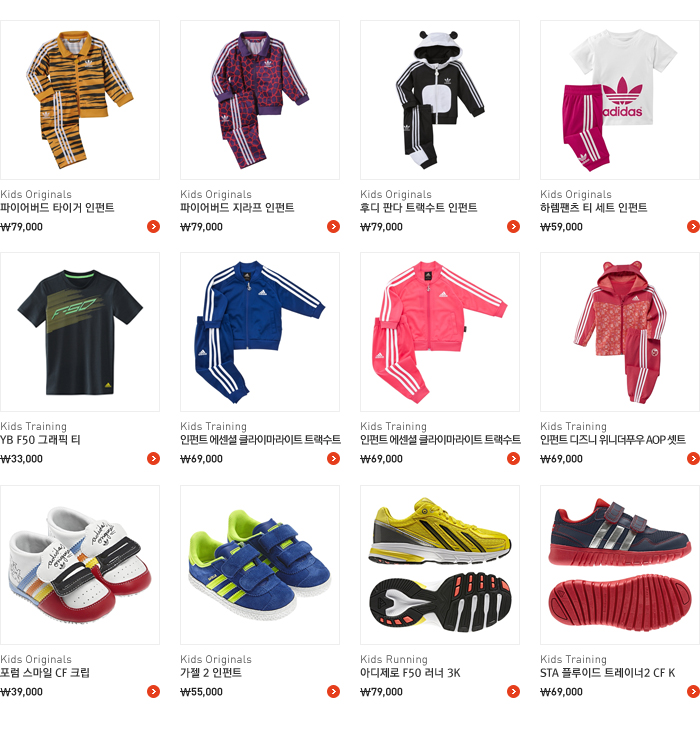 adidas
Kids Originals
파이어버드 타이거 인펀트
₩79,000
Kids Originals
파이어버드 지라프 인펀트
₩79,000
Kids Originals
후디 판다 트랙수트 인펀트
₩79,000
Kids Originals
하렘팬츠 티 세트 인펀트
₩59,000
F50
Kids Training
YB F50 그래픽 티
₩33,000
Kids Training
인펀트 에센셜 클라이마라이트 트랙수트
₩69,000
Kids Training
인펀트 에센셜 클라이마라이트 트랙수트
₩69,000
Kids Training
인펀트 디즈니 위니더푸우 AOP 셋트
₩69,000
Kids Originals
포럼 스마일 CF 크립
₩39,000
Kids Originals
가젤 2 인펀트
₩55,000
Kids Running
아디제로 F50 러너 3K
₩79,000
Kids Training
STA 플루이드 트레이너2 CF K
₩69,000